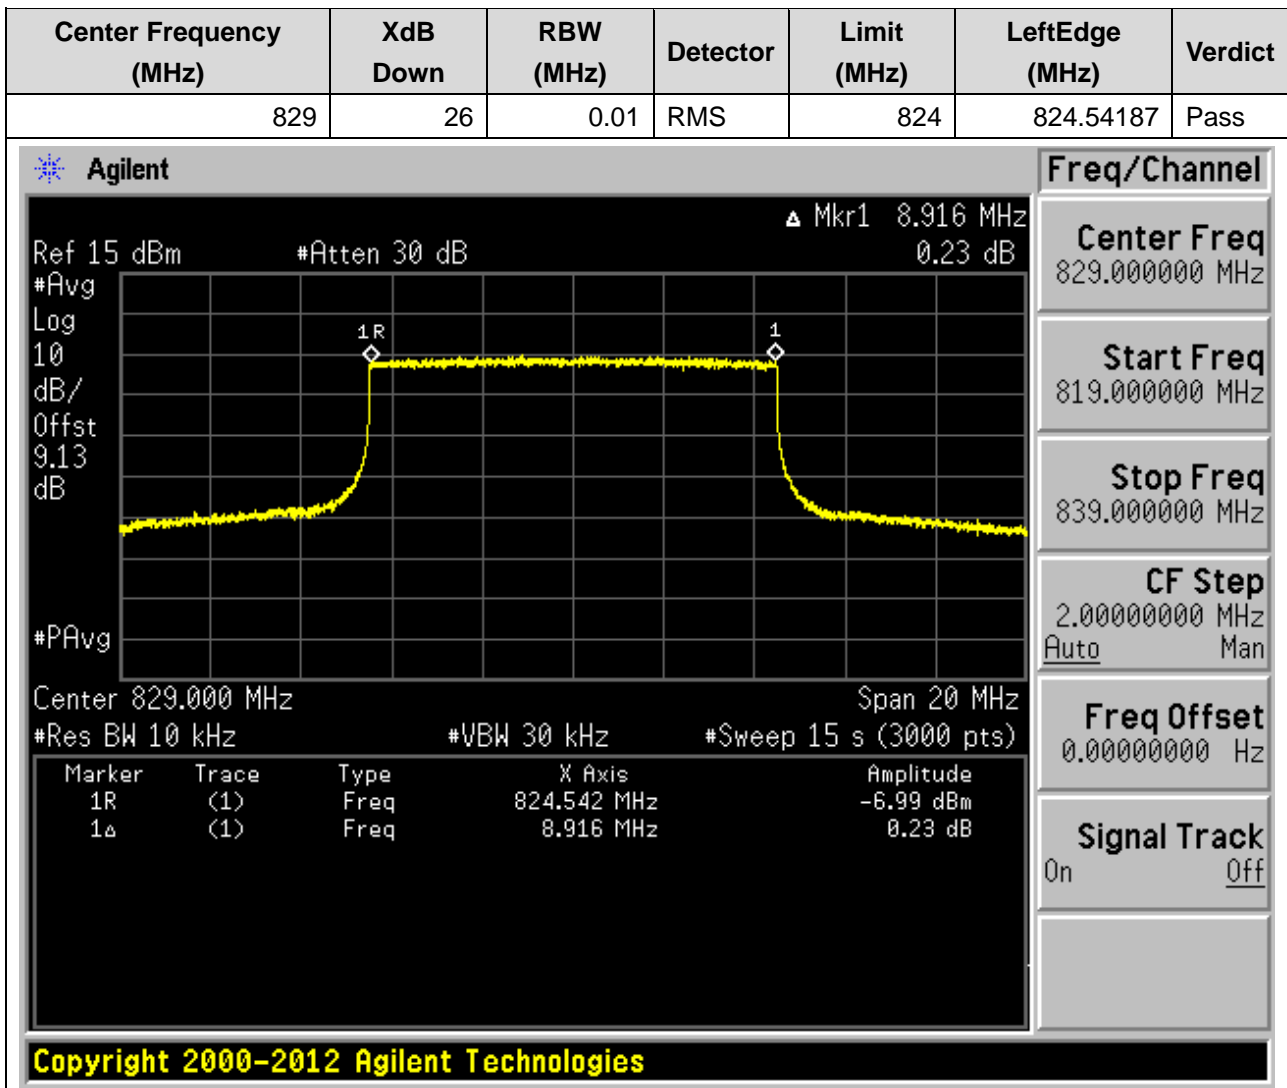 Center Frequency (MHz) XdB Down RBW (MHz) Detector Limit (MHz) LeftEdge (MHz) Verdict
829 26 0.01 RMS 824 824.54187 Pass
Agilent
Freq/Channel
Δ Mkr1 8.916 MHz
Ref 15 dBm #Atten 30 dB 0.23 dB
#Avg
Log
10
dB/
Offst
9.13
dB
1R
1
#PAvg
Center 829.000 MHz Span 20 MHz
#Res BW 10 kHz #VBW 30 kHz #Sweep 15 s (3000 pts)
Marker Trace Type X Axis Amplitude
1R (1) Freq 824.542 MHz -6.99 dBm
1Δ (1) Freq 8.916 MHz 0.23 dB
Center Freq
829.000000 MHz
Start Freq
819.000000 MHz
Stop Freq
839.000000 MHz
CF Step
2.00000000 MHz
Auto Man
Freq Offset
0.00000000 Hz
Signal Track
On Off
Copyright 2000-2012 Agilent Technologies